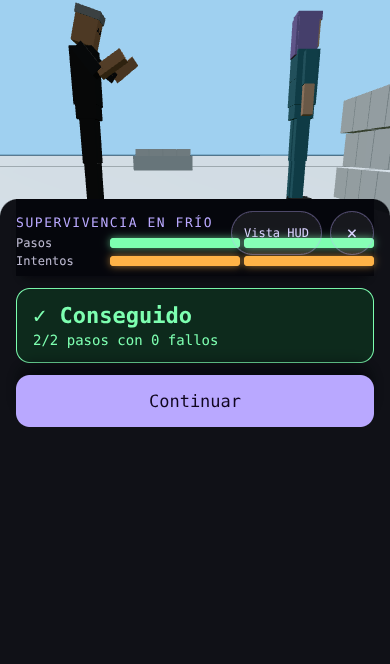 SUPERVIVENCIA EN FRÍO
Vista HUD
×
Pasos
Intentos
✓ Conseguido
2/2 pasos con 0 fallos
Continuar